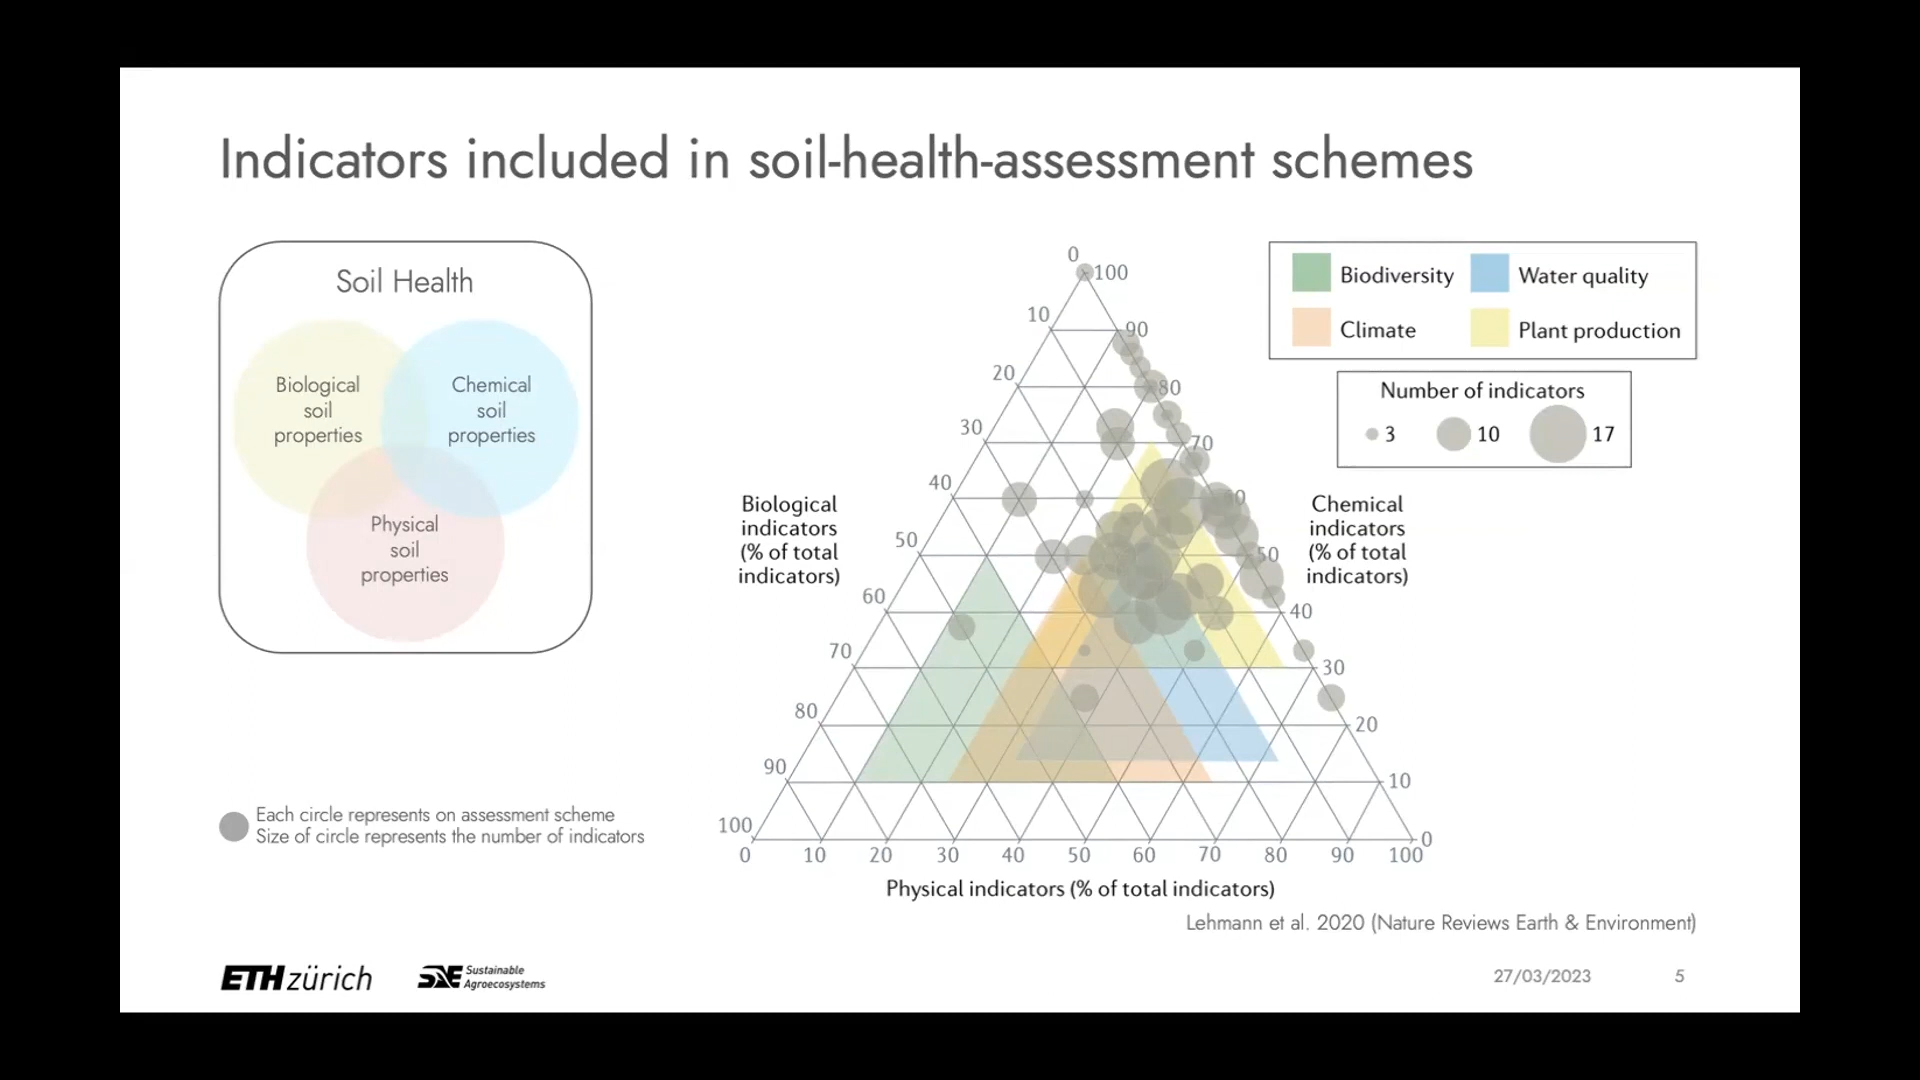 Indicators included in soil-health-assessment schemes
Soil Health
Biological
soil
properties
Chemical
soil
properties
Physical
soil
properties
Each circle represents on assessment scheme
Size of circle represents the number of indicators
Biological
indicators
(% of total
indicators)
0
10
20
30
40
50
60
70
80
90
100
100
90
80
70
60
50
40
30
20
10
0
0
10
20
30
40
50
60
70
80
90
100
Physical indicators (% of total indicators)
Chemical
indicators
(% of total
indicators)
Biodiversity
Water quality
Climate
Plant production
Number of indicators
3
10
17
Lehmann et al. 2020 (Nature Reviews Earth & Environment)
ETH zürich
SAE Sustainable
Agroecosystems
27/03/2023
5